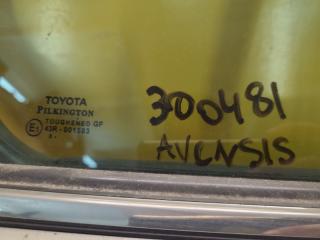 TOYOTA
PILKINGTON
TOUGHENED GP
43R-001583
300481
AVENSIS